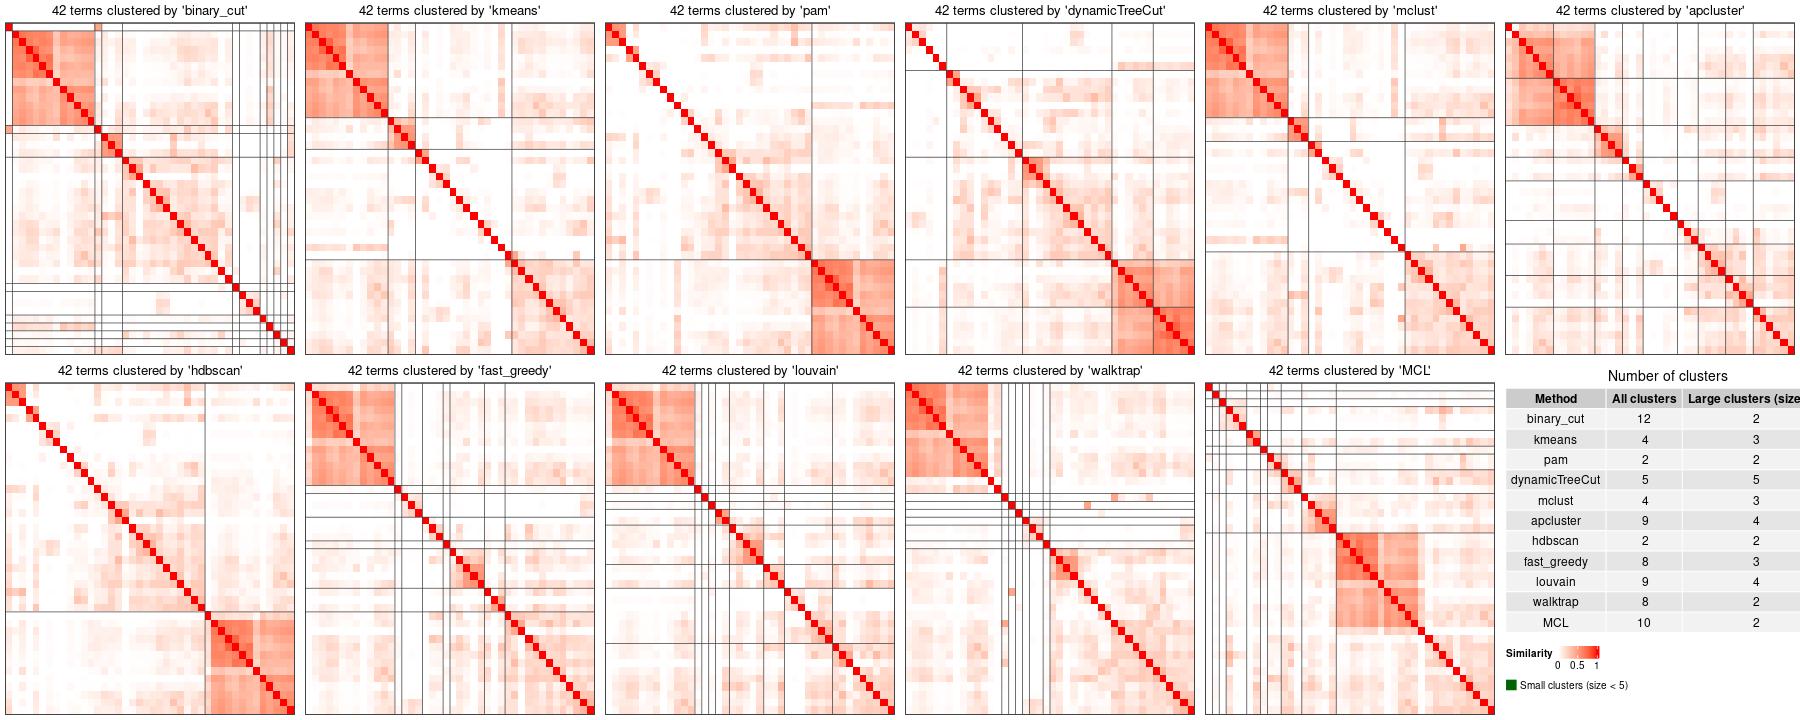 42 terms clustered by 'binary_cut'
42 terms clustered by 'kmeans'
42 terms clustered by 'pam'
42 terms clustered by 'dynamicTreeCut'
42 terms clustered by 'mclust'
42 terms clustered by 'apcluster'
42 terms clustered by 'hdbscan'
42 terms clustered by 'fast_greedy'
42 terms clustered by 'louvain'
42 terms clustered by 'walktrap'
42 terms clustered by 'MCL'
Number of clusters
Method All clusters Large clusters (size
binary_cut 12 2
kmeans 4 3
pam 2 2
dynamicTreeCut 5 5
mclust 4 3
apcluster 9 4
hdbscan 2 2
fast_greedy 8 3
louvain 9 4
walktrap 8 2
MCL 10 2
Similarity
0 0.5 1
Small clusters (size < 5)